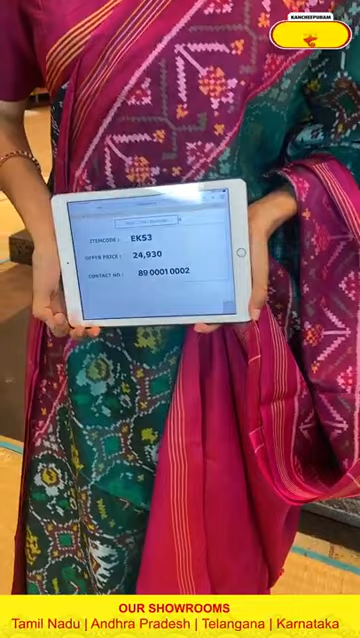 KANCHEEPURAM
ITEMCODE : EK53
OFFER PRICE : 24,930
CONTACT NO : 89 0001 0002
OUR SHOWROOMS
Tamil Nadu | Andhra Pradesh | Telangana | Karnataka